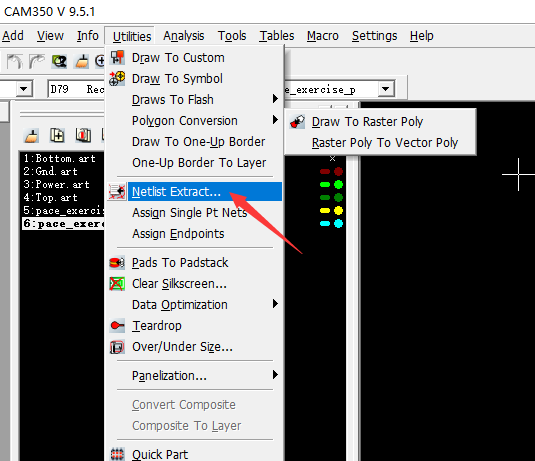 CAM350 V 9.5.1
Add View Info Utilities Analysis Tools Tables Macro Settings Help
Draw To Custom
Draw To Symbol
D79 Rec
e_exercise_p
Draws To Flash
Polygon Conversion
Draw To Raster Poly
Draw To One-Up Border
Raster Poly To Vector Poly
One-Up Border To Layer
1:Bottom.art
2:Gnd.art
3:Power.art
4:Top.art
5:pace_exercis
6:pace_exerc
Netlist Extract...
Assign Single Pt Nets
Assign Endpoints
Pads To Padstack
Clear Silkscreen...
Data Optimization
Teardrop
Over/Under Size...
Panelization...
Convert Composite
Composite To Layer
Quick Part